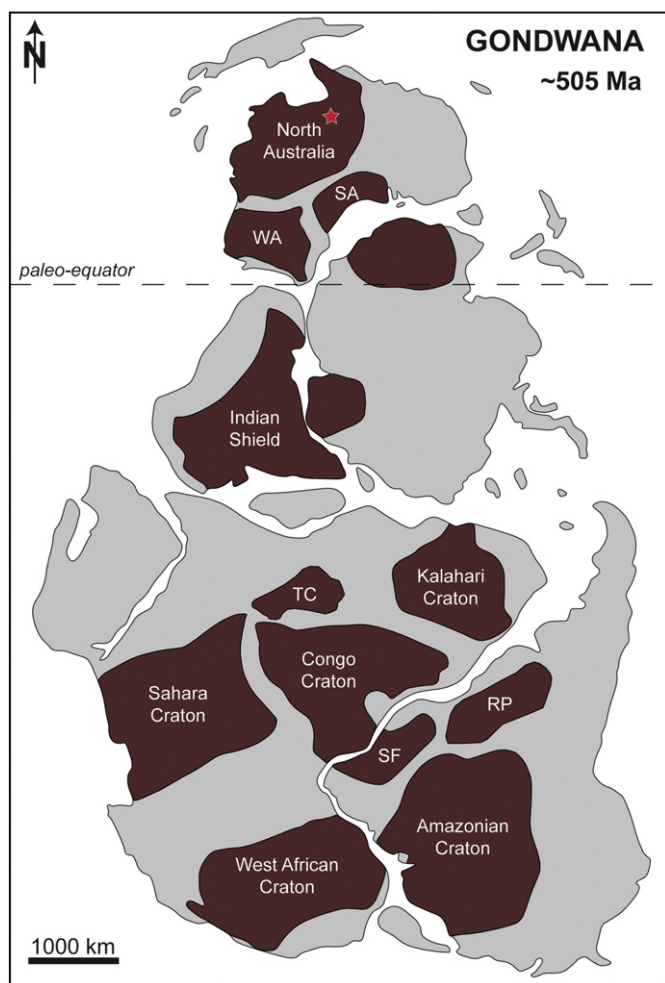 N
GONDWANA
~505 Ma
North
Australia
SA
WA
paleo-equator
Indian
Shield
Kalahari
Craton
TC
Congo
Craton
Sahara
Craton
RP
SF
Amazonian
Craton
West African
Craton
1000 km